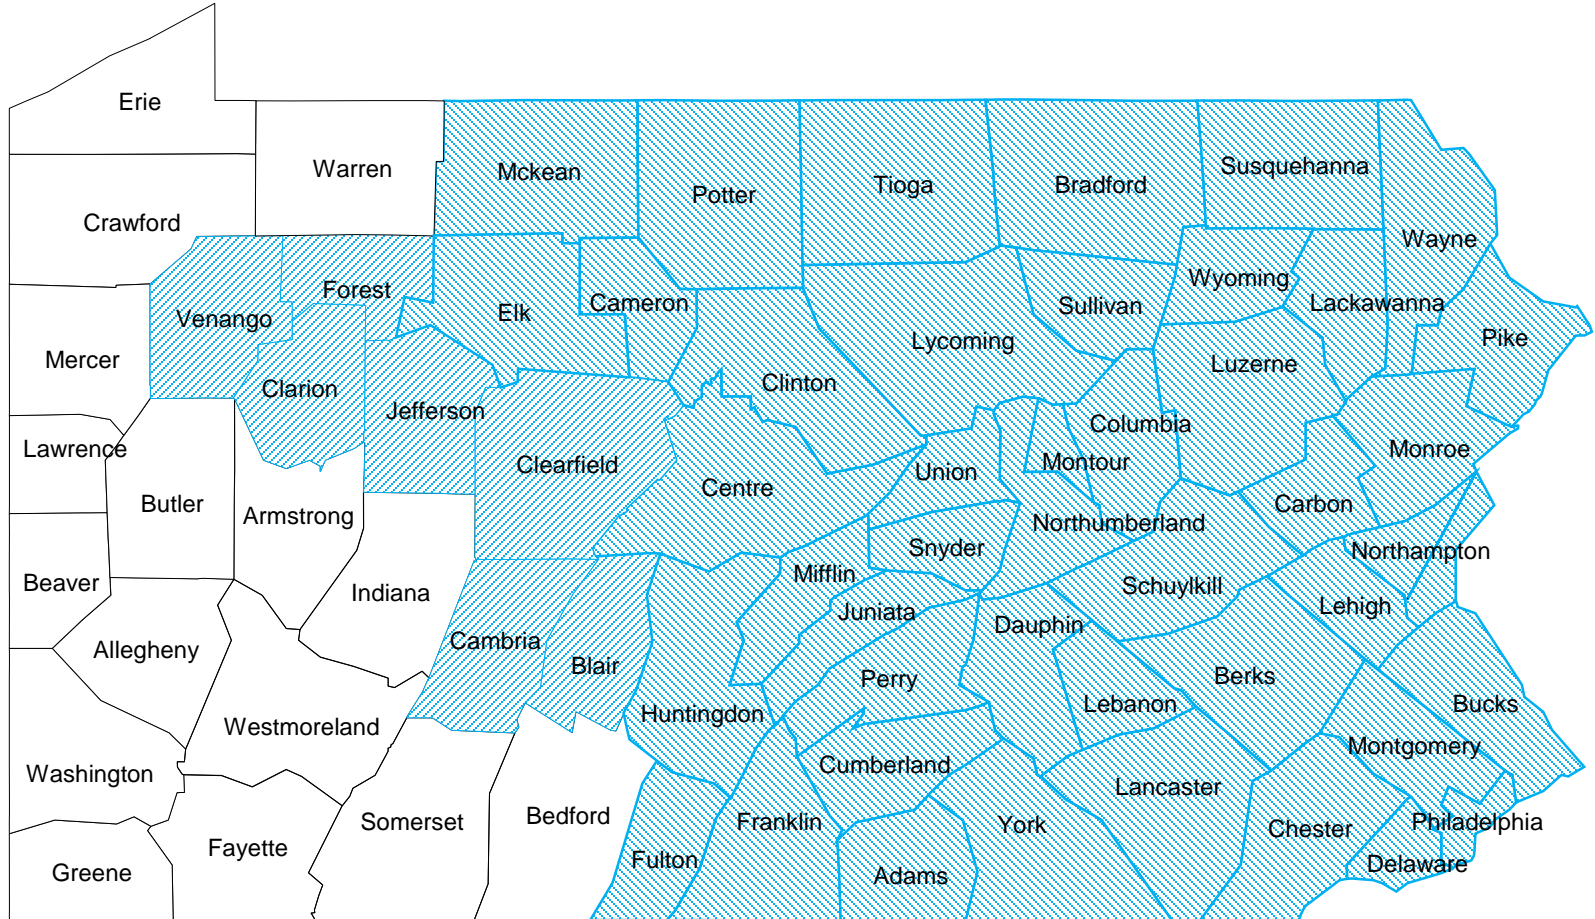 Erie
Warren
Mckean
Potter
Tioga
Bradford
Susquehanna
Crawford
Wayne
Wyoming
Forest
Venango
Elk
Cameron
Sullivan
Lackawanna
Mercer
Lycoming
Pike
Luzerne
Clarion
Clinton
Jefferson
Columbia
Lawrence
Clearfield
Montour
Monroe
Union
Centre
Butler
Armstrong
Carbon
Northumberland
Snyder
Northampton
Beaver
Mifflin
Indiana
Schuylkill
Juniata
Lehigh
Dauphin
Cambria
Allegheny
Blair
Perry
Berks
Lebanon
Bucks
Huntingdon
Westmoreland
Montgomery
Washington
Cumberland
Lancaster
Bedford
Somerset
Franklin
York
Chester
Philadelphia
Fayette
Fulton
Delaware
Greene
Adams